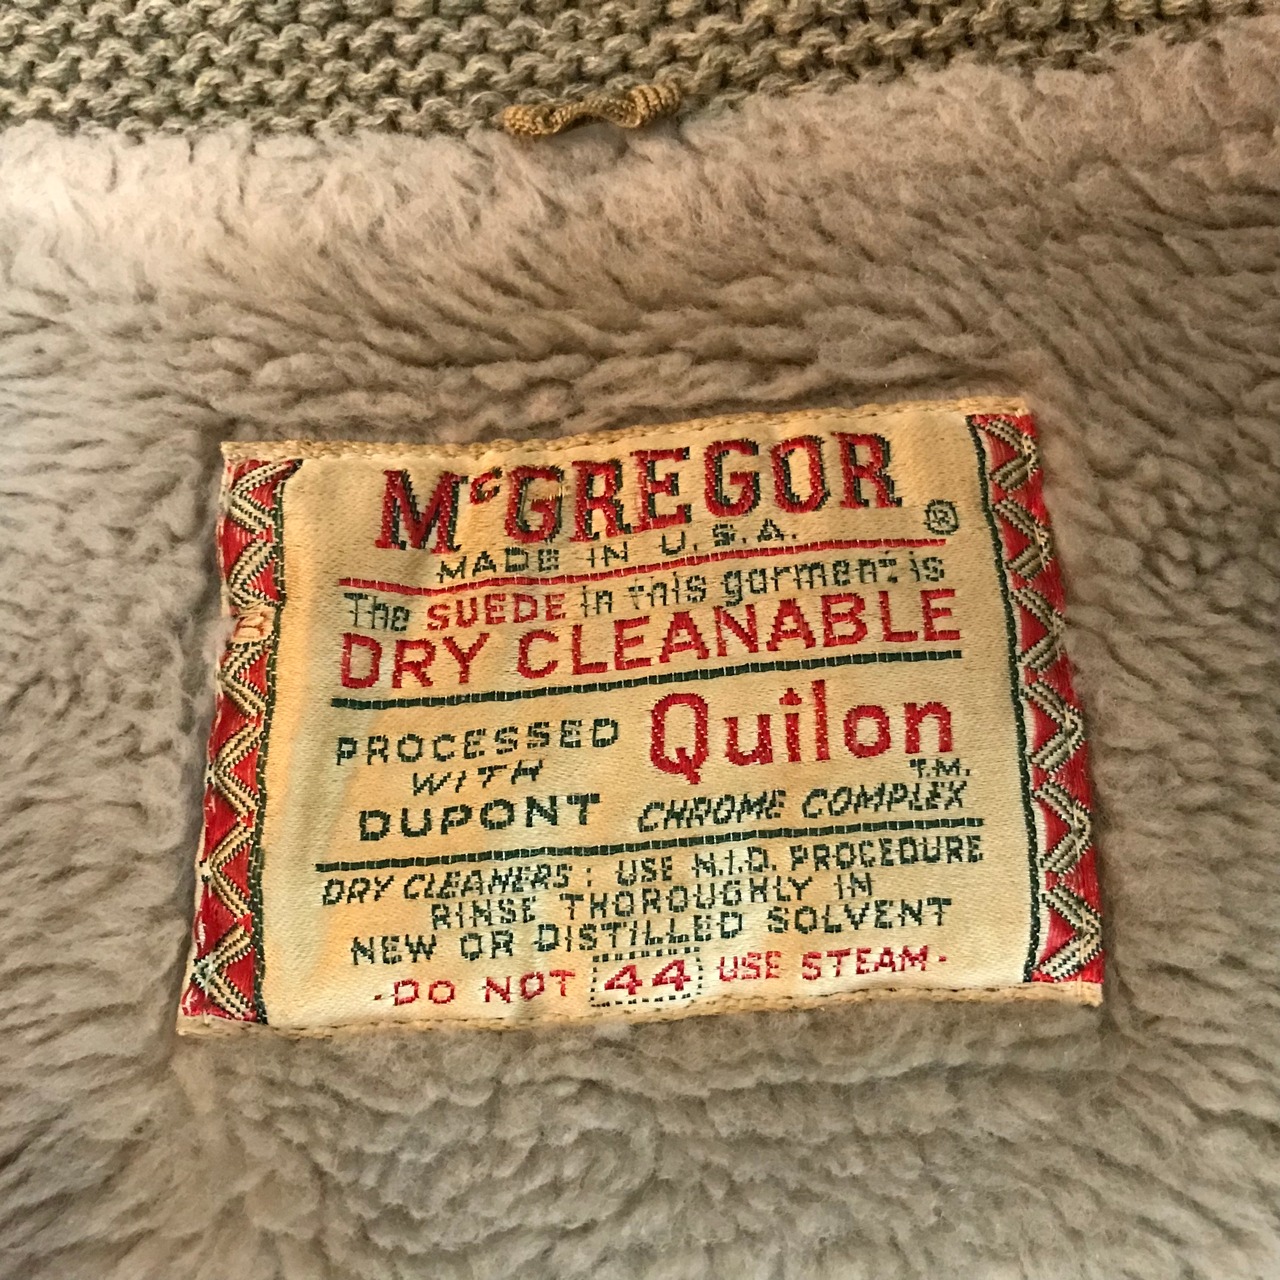 McGREGOR
MADE IN U.S.A. ®
The SUEDE in this garment is
DRY CLEANABLE
PROCESSED WITH DUPONT
Quilon T.M.
CHROME COMPLEX
DRY CLEANERS: USE N.I.D. PROCEDURE
RINSE THOROUGHLY IN
NEW OR DISTILLED SOLVENT
·DO NOT 44 USE STEAM·